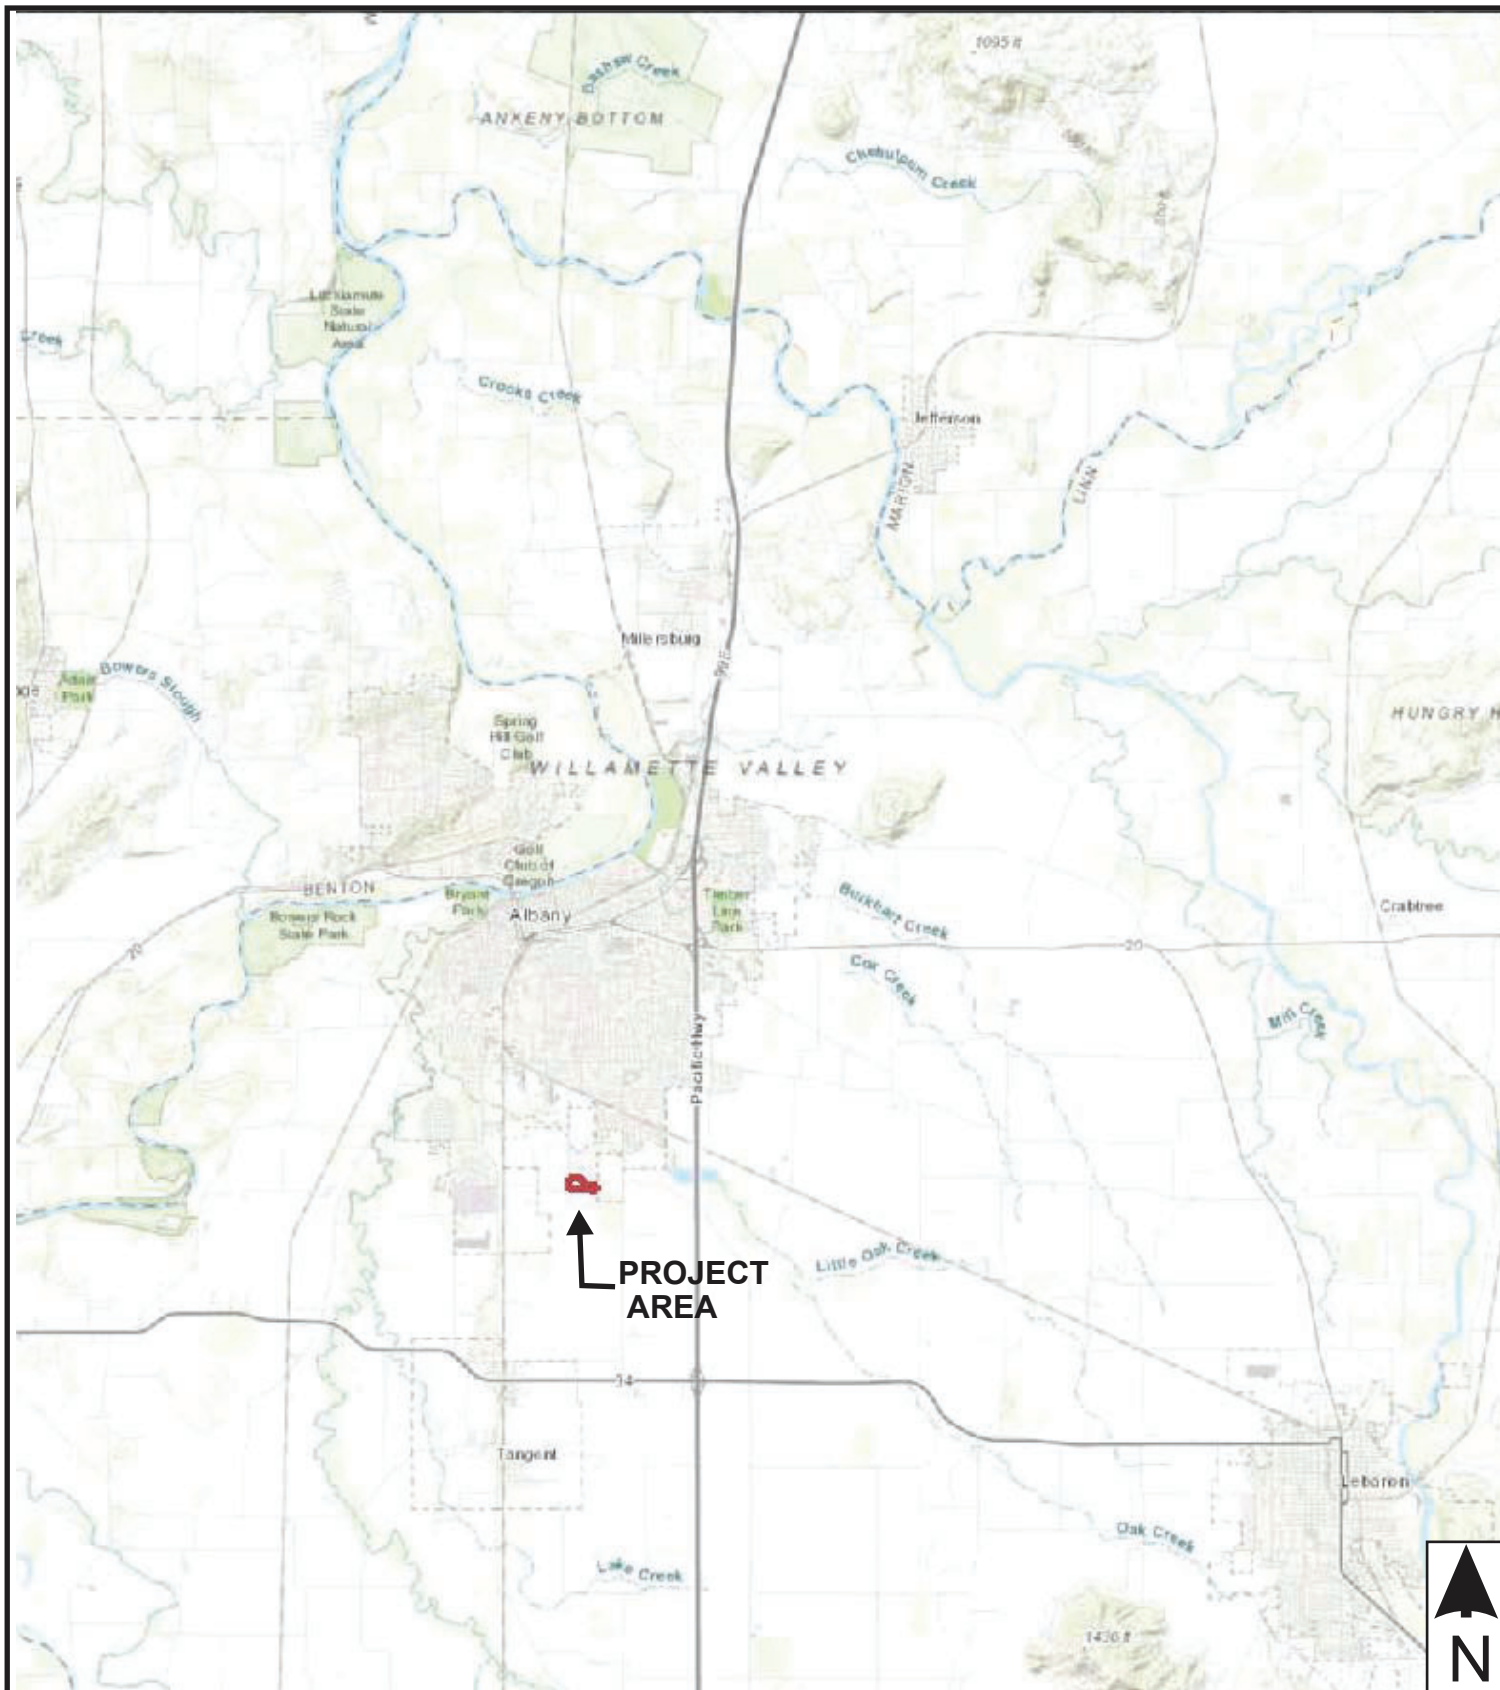 1095 ft
Bashaw Creek
ANKENY BOTTOM
Chehulpum Creek
Luckiamute
State
Natural
Area
Creek
Crooks Creek
Jefferson
MARION
LINN
Millersburg
Bowers Slough
Adair
Park
Spring
Hill Golf
Club
WILLAMETTE VALLEY
HUNGRY H
Golf
Club of
Oregon
BENTON
Bryant
Park
Albany
Timber
Linn
Park
Burkhart Creek
Crabtree
Bowers Rock
State Park
20
20
Cox Creek
Mill Creek
Pacific Hwy
Little Oak Creek
PROJECT
AREA
34
Tangent
Lebanon
Oak Creek
Lake Creek
1426 ft
N